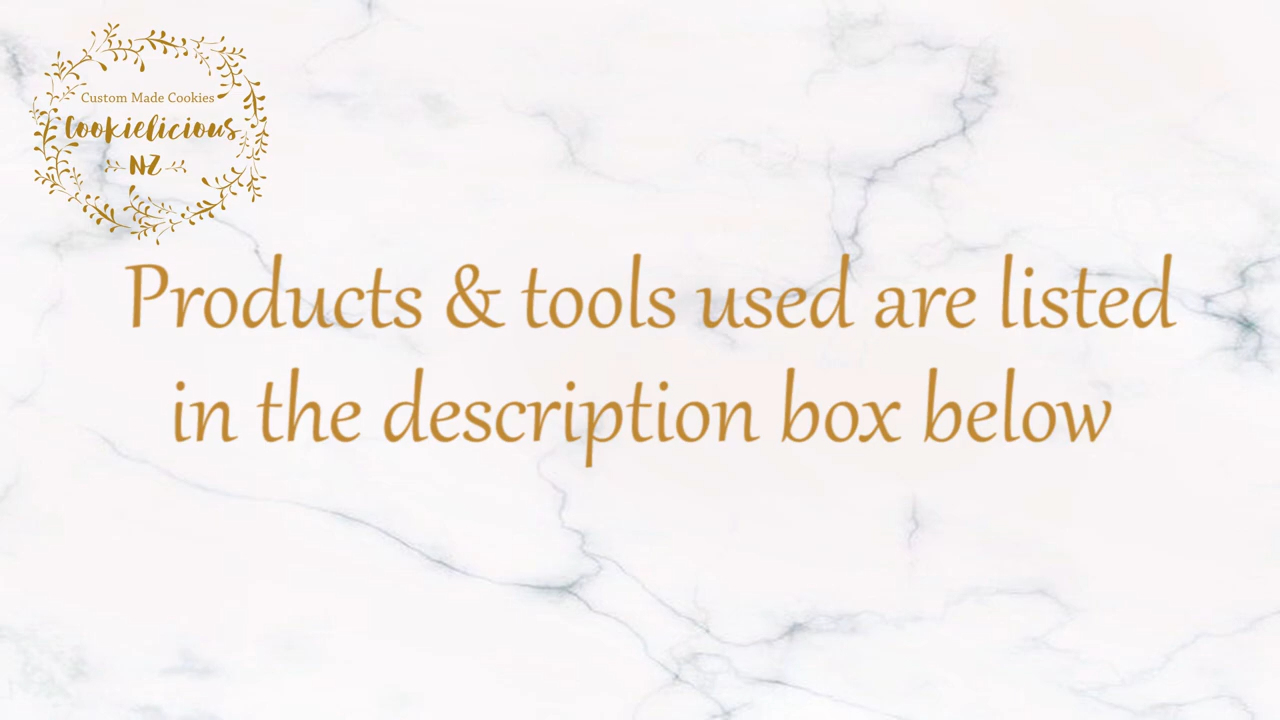 Custom Made Cookies
Cookielicious
NZ
Products & tools used are listed
in the description box below